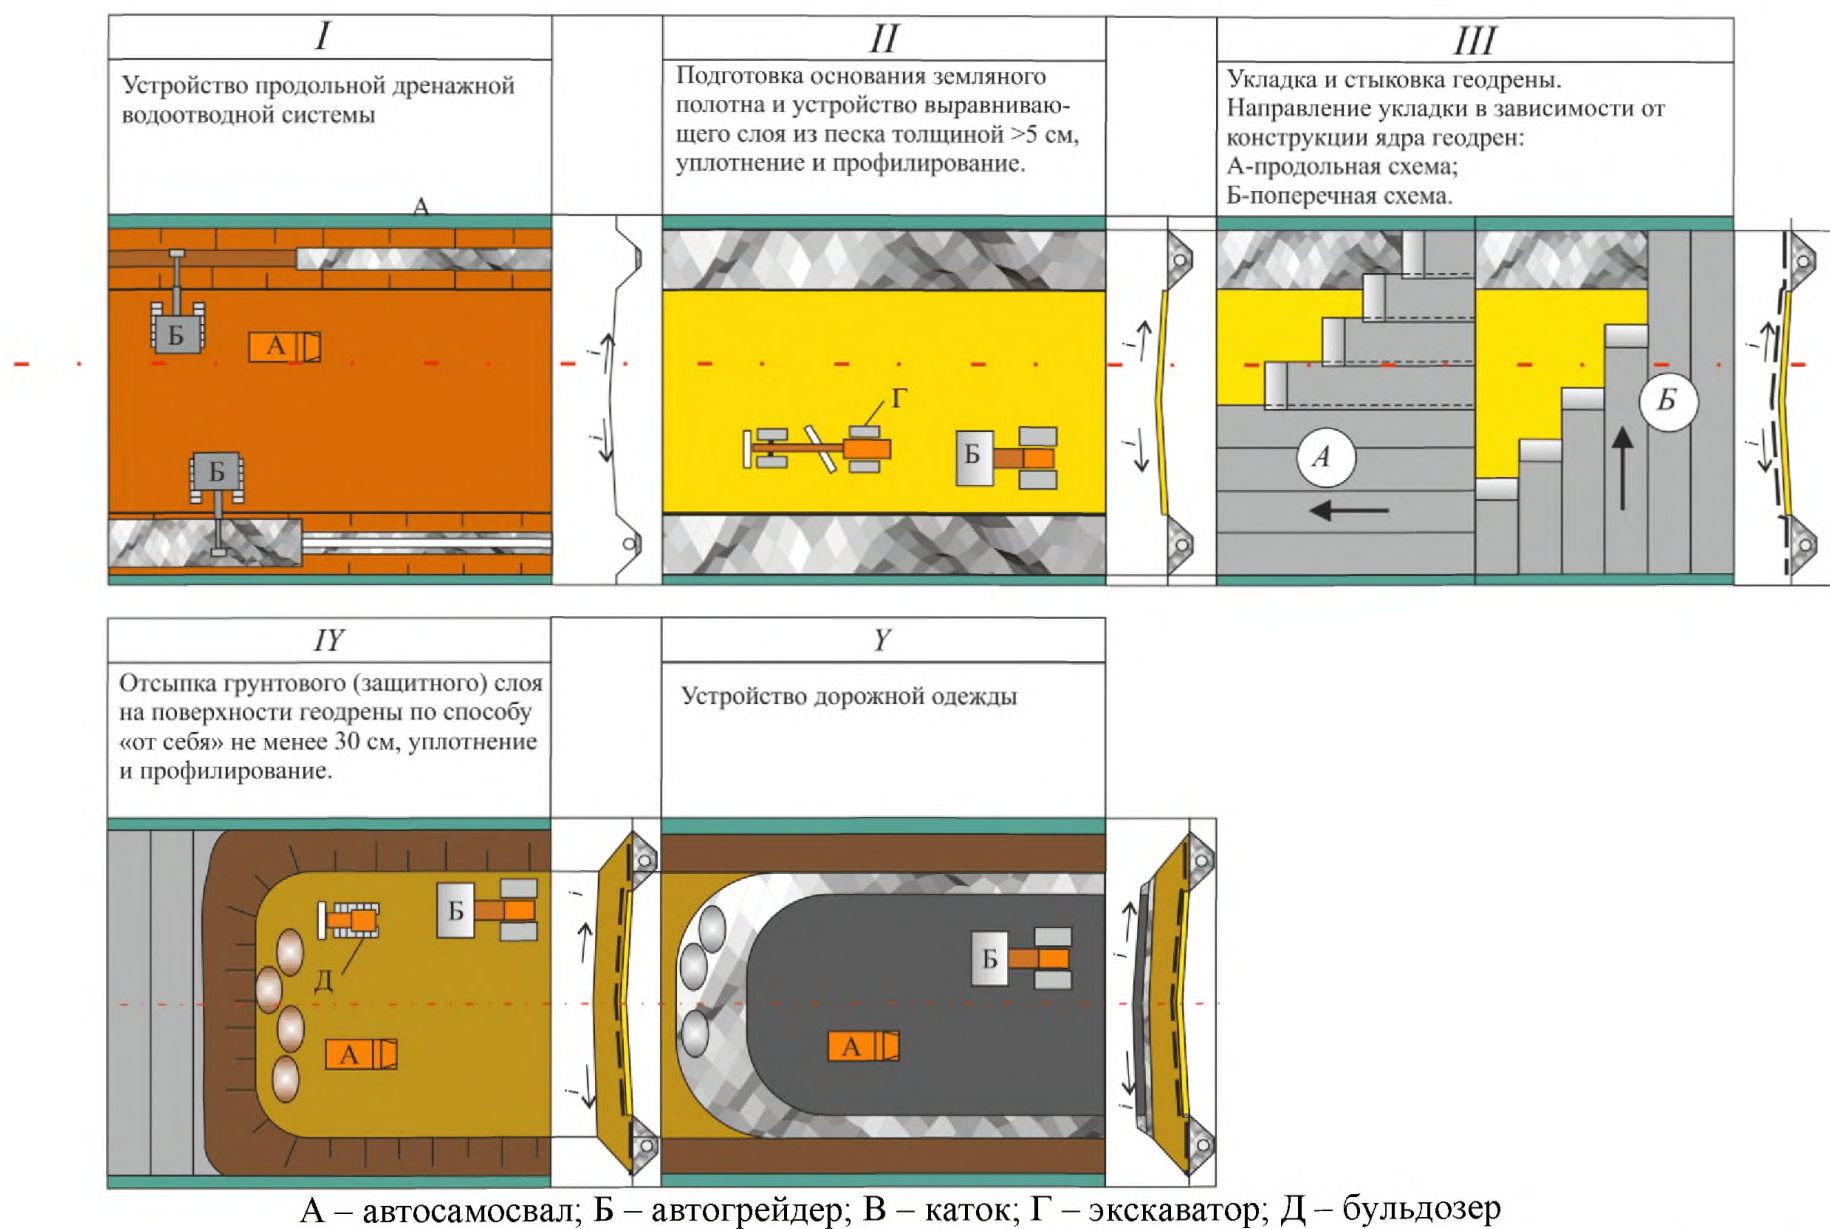 I
Устройство продольной дренажной
водоотводной системы
II
Подготовка основания земляного
полотна и устройство выравниваю-
щего слоя из песка толщиной >5 см,
уплотнение и профилирование.
III
Укладка и стыковка геодрены.
Направление укладки в зависимости от
конструкции ядра геодрен:
А-продольная схема;
Б-поперечная схема.
А
Б
А
Б
i
i
Г
Б
i
i
А
Б
i
i
IY
Отсыпка грунтового (защитного) слоя
на поверхности геодрены по способу
«от себя» не менее 30 см, уплотнение
и профилирование.
Y
Устройство дорожной одежды
Б
Д
А
i
i
Б
А
i
i
А – автосамосвал; Б – автогрейдер; В – каток; Г – экскаватор; Д – бульдозер